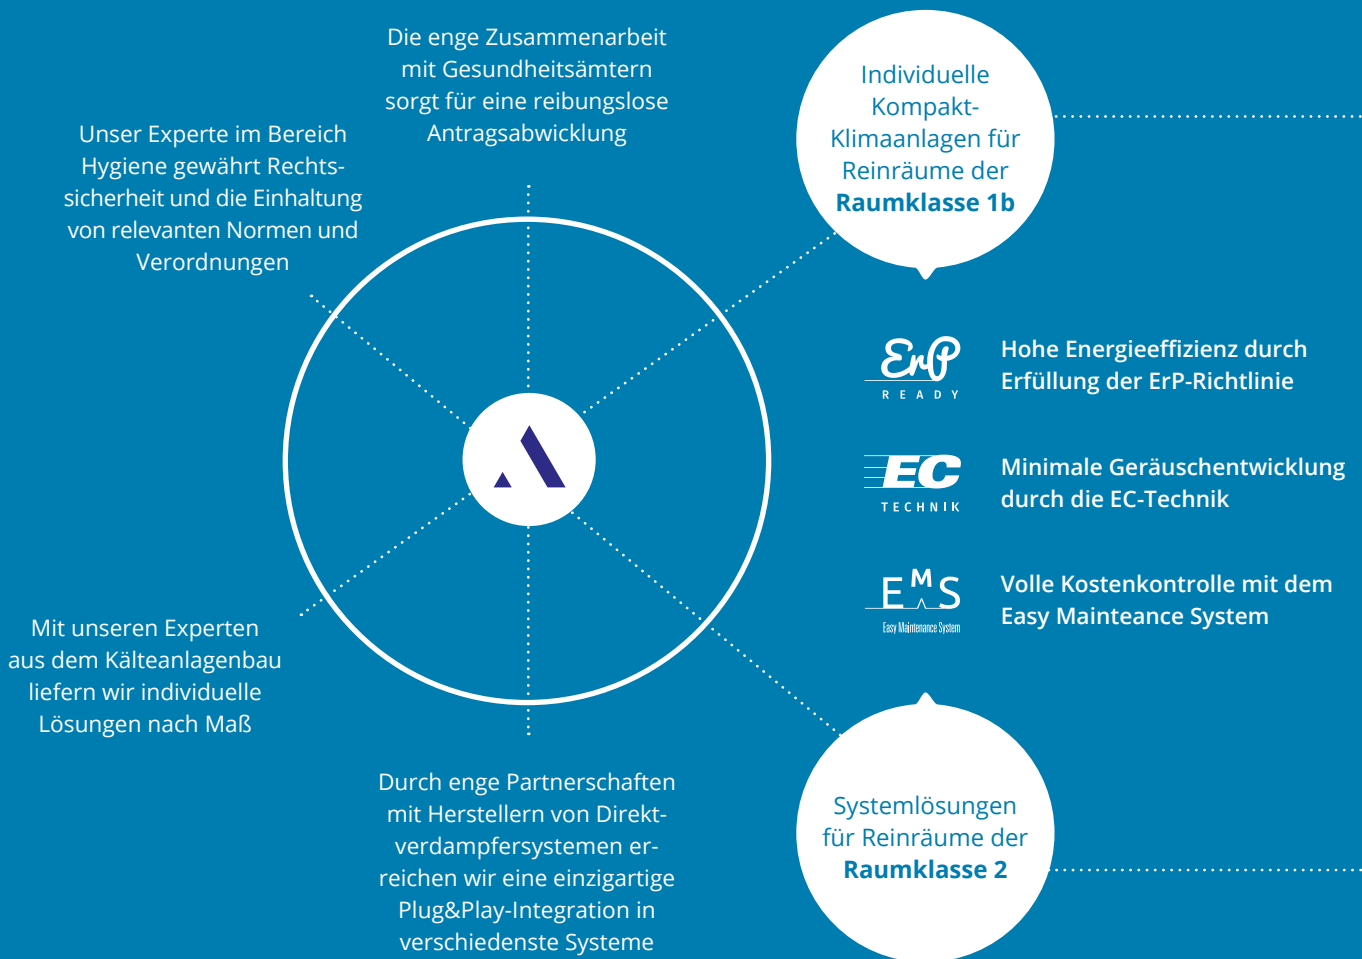 Die enge Zusammenarbeit
mit Gesundheitsämtern
sorgt für eine reibungslose
Antragsabwicklung
Unser Experte im Bereich
Hygiene gewährt Rechts-
sicherheit und die Einhaltung
von relevanten Normen und
Verordnungen
Mit unseren Experten
aus dem Kälteanlagenbau
liefern wir individuelle
Lösungen nach Maß
Durch enge Partnerschaften
mit Herstellern von Direkt-
verdampfersystemen er-
reichen wir eine einzigartige
Plug&Play-Integration in
verschiedenste Systeme
Individuelle
Kompakt-
Klimaanlagen für
Reinräume der
Raumklasse 1b
ErP
READY
Hohe Energieeffizienz durch
Erfüllung der ErP-Richtlinie
EC
TECHNIK
Minimale Geräuschentwicklung
durch die EC-Technik
EMS
Easy Maintenance System
Volle Kostenkontrolle mit dem
Easy Mainteance System
Systemlösungen
für Reinräume der
Raumklasse 2